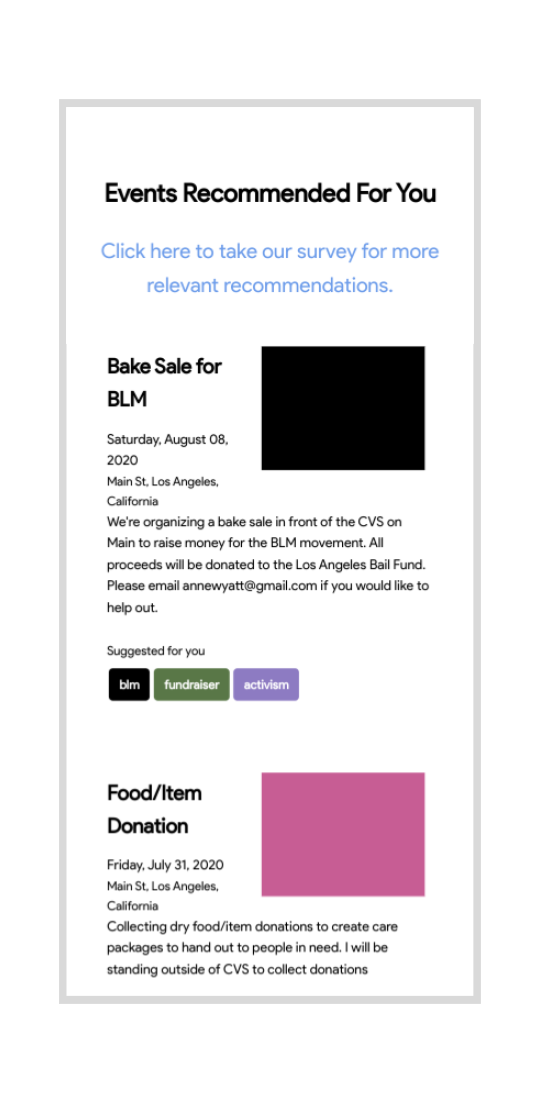 Events Recommended For You
Click here to take our survey for more
relevant recommendations.
Bake Sale for
BLM
Saturday, August 08,
2020
Main St, Los Angeles,
California
We're organizing a bake sale in front of the CVS on
Main to raise money for the BLM movement. All
proceeds will be donated to the Los Angeles Bail Fund.
Please email annewyatt@gmail.com if you would like to
help out.
Suggested for you
blm fundraiser activism
Food/Item
Donation
Friday, July 31, 2020
Main St, Los Angeles,
California
Collecting dry food/item donations to create care
packages to hand out to people in need. I will be
standing outside of CVS to collect donations